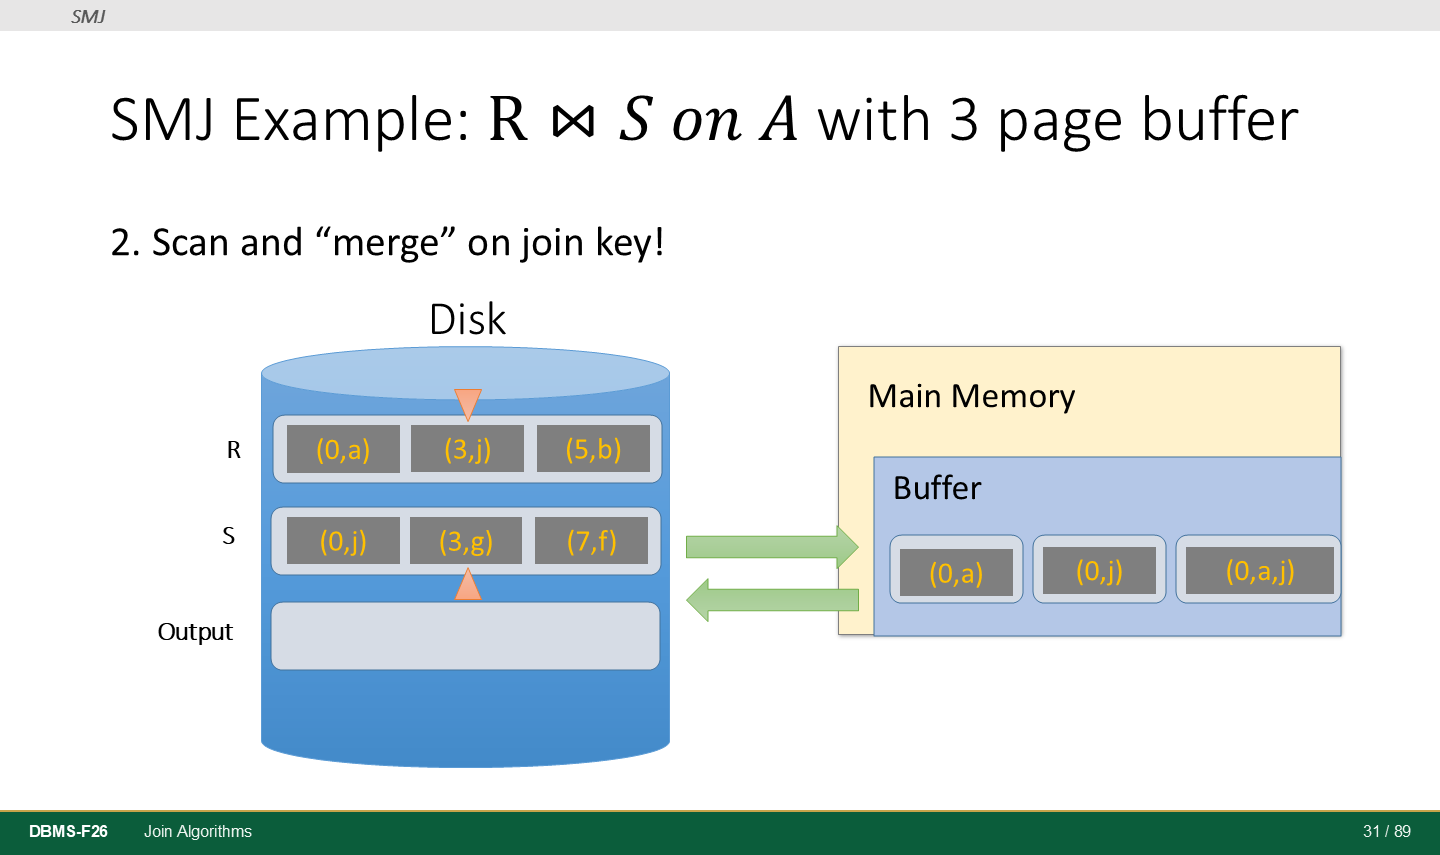 SMJ
SMJ Example: R ⋈ S on A with 3 page buffer
2. Scan and “merge” on join key!
Disk
R
(0,a) (3,j) (5,b)
S
(0,j) (3,g) (7,f)
Output
Main Memory
Buffer
(0,a) (0,j) (0,a,j)
DBMS-F26 Join Algorithms 31 / 89